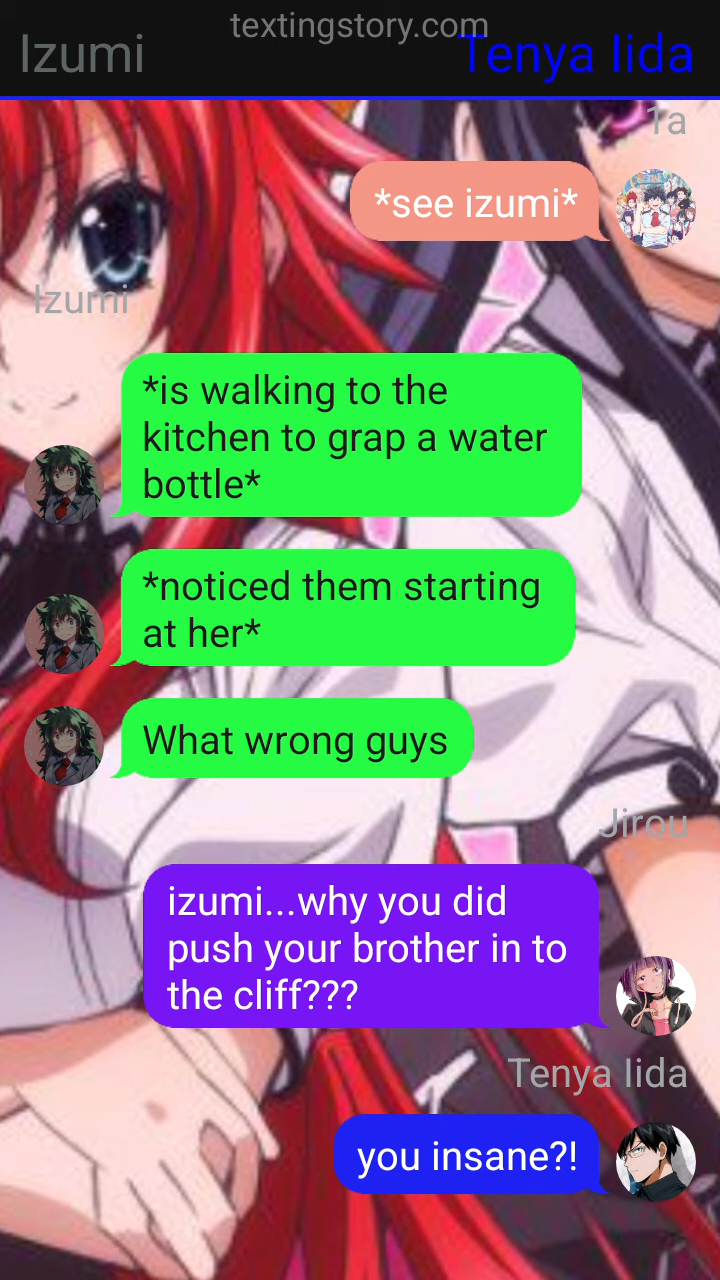 textingstory.com
Izumi
Tenya Iida
1a
*see izumi*
Izumi
*is walking to the
kitchen to grap a water
bottle*
*noticed them starting
at her*
What wrong guys
Jirou
izumi...why you did
push your brother in to
the cliff???
Tenya Iida
you insane?!